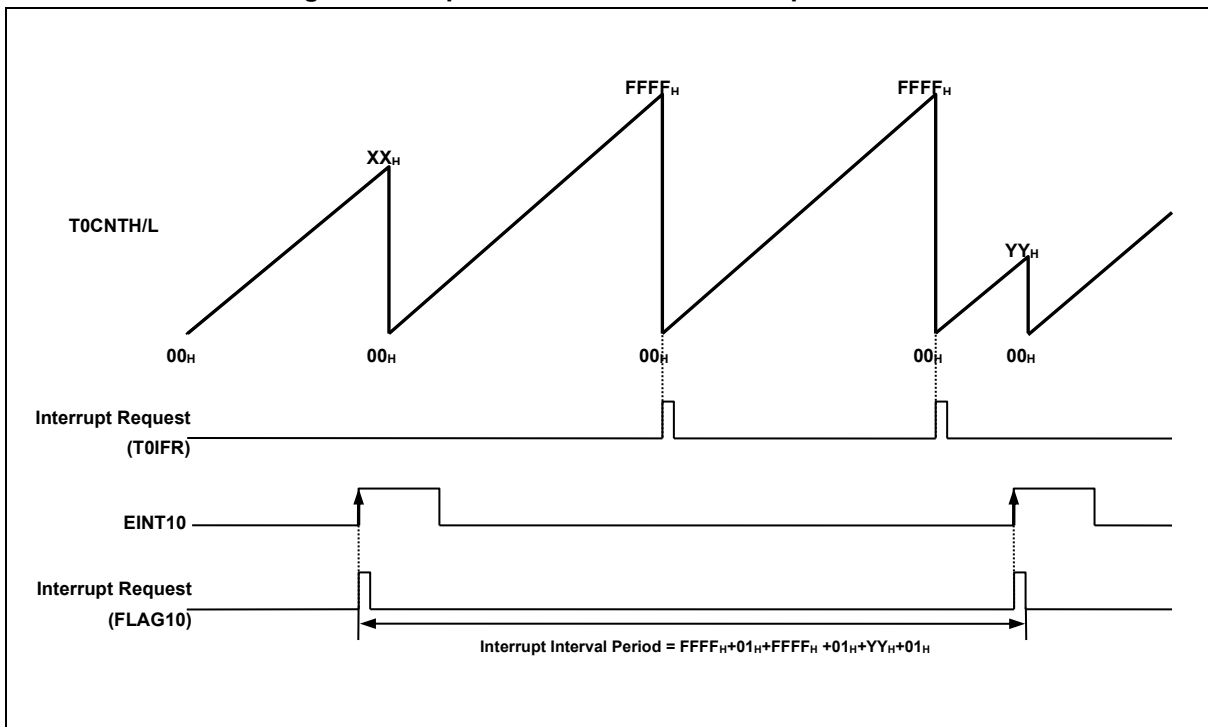 FFFFH FFFFH
XXH
T0CNTH/L
YYH
00H 00H 00H 00H 00H
Interrupt Request
(T0IFR)
EINT10
Interrupt Request
(FLAG10)
Interrupt Interval Period = FFFFH+01H+FFFFH +01H+YYH+01H